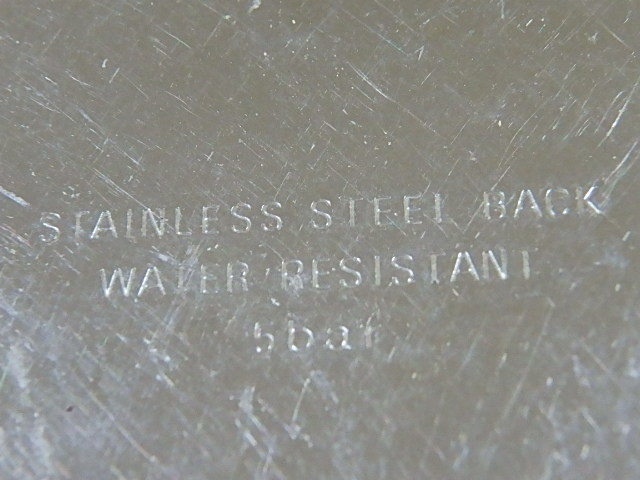 STAINLESS STEEL BACK
WATER RESISTANT
5bar